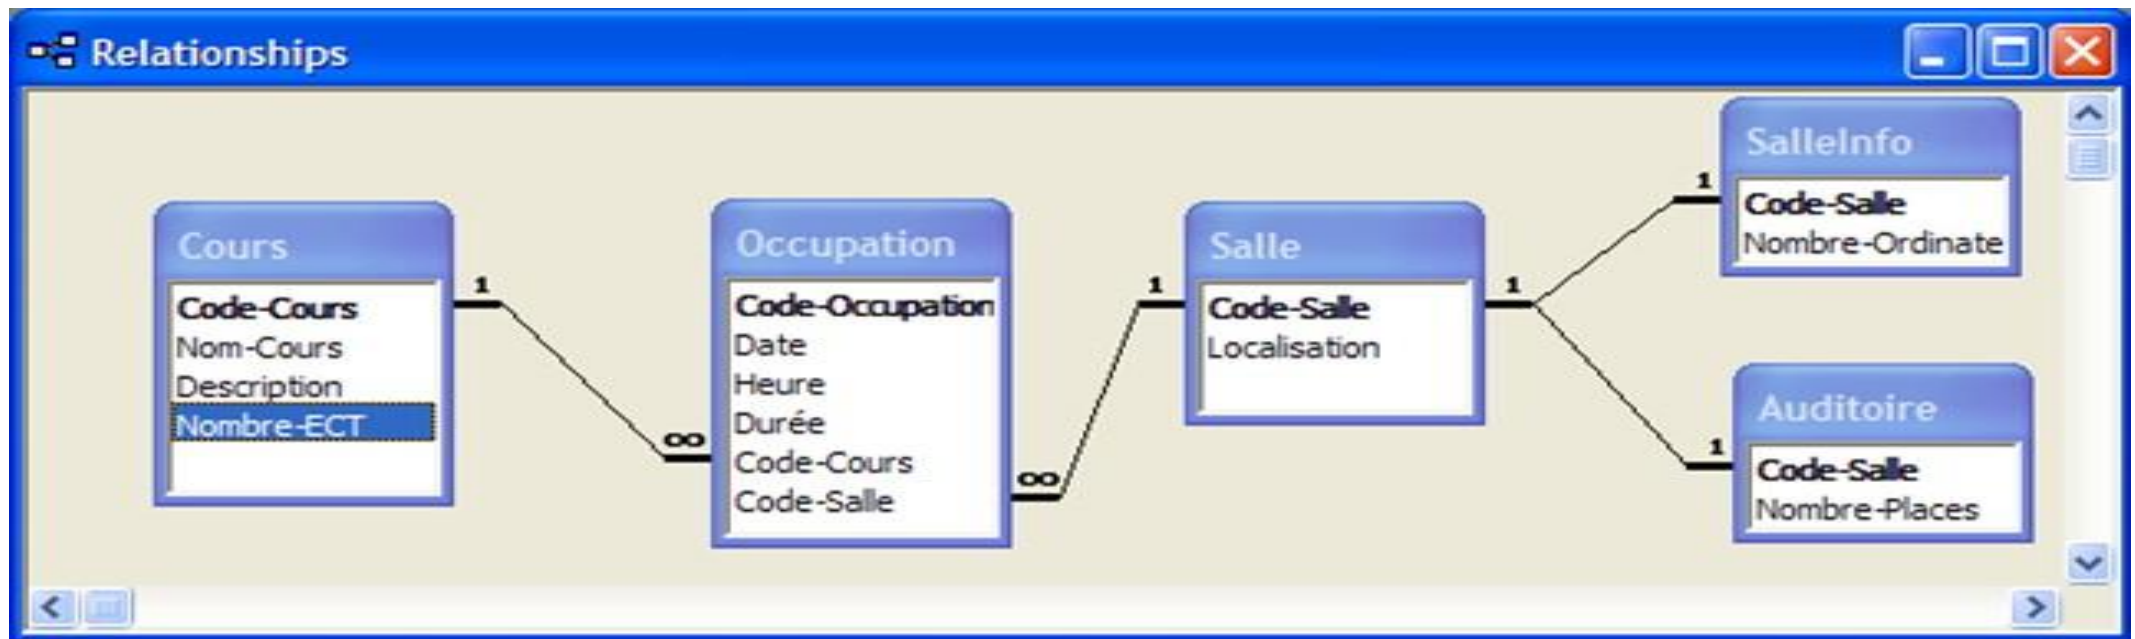 Relationships
Cours
Code-Cours
Nom-Cours
Description
Nombre-ECT
1
∞
Occupation
Code-Occupation
Date
Heure
Durée
Code-Cours
Code-Salle
∞
1
Salle
Code-Salle
Localisation
1
1
SalleInfo
Code-Salle
Nombre-Ordinate
1
Auditoire
Code-Salle
Nombre-Places